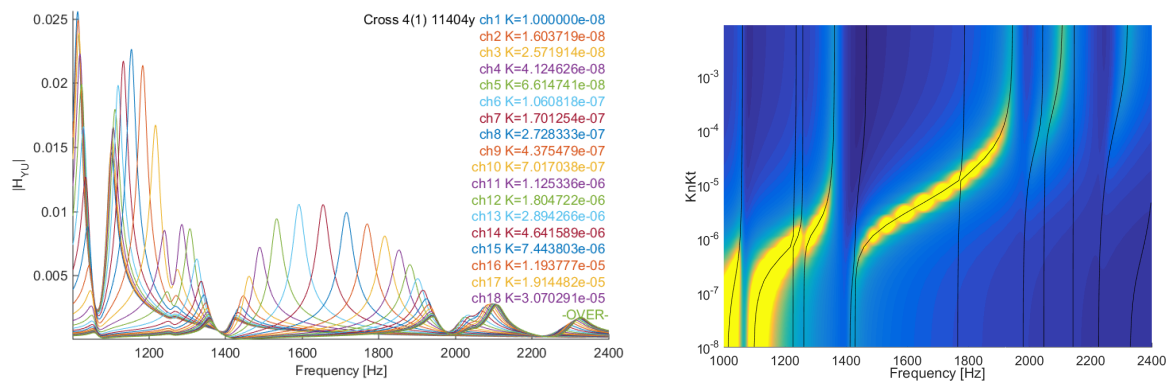 Cross 4(1) 11404y
ch1 K=1.000000e-08
ch2 K=1.603719e-08
ch3 K=2.571914e-08
ch4 K=4.124626e-08
ch5 K=6.614741e-08
ch6 K=1.060818e-07
ch7 K=1.701254e-07
ch8 K=2.728333e-07
ch9 K=4.375479e-07
ch10 K=7.017038e-07
ch11 K=1.125336e-06
ch12 K=1.804722e-06
ch13 K=2.894266e-06
ch14 K=4.641589e-06
ch15 K=7.443803e-06
ch16 K=1.193777e-05
ch17 K=1.914482e-05
ch18 K=3.070291e-05
-OVER-
0.025
0.02
0.015
0.01
0.005
|H_YU|
1200 1400 1600 1800 2000 2200 2400
Frequency [Hz]
10^-3
10^-4
10^-5
10^-6
10^-7
10^-8
KnKt
1000 1200 1400 1600 1800 2000 2200 2400
Frequency [Hz]